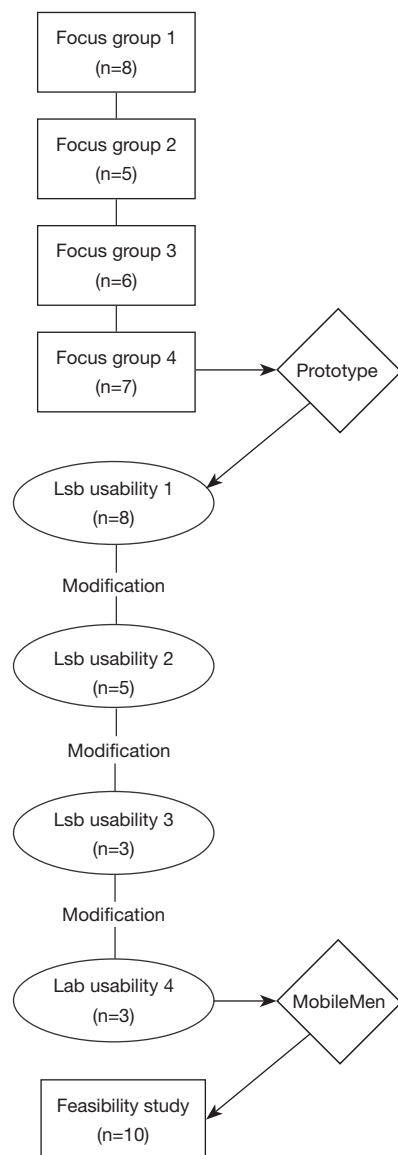 Focus group 1
(n=8)
Focus group 2
(n=5)
Focus group 3
(n=6)
Focus group 4
(n=7)
Prototype
Lsb usability 1
(n=8)
Modification
Lsb usability 2
(n=5)
Modification
Lsb usability 3
(n=3)
Modification
Lab usability 4
(n=3)
MobileMen
Feasibility study
(n=10)